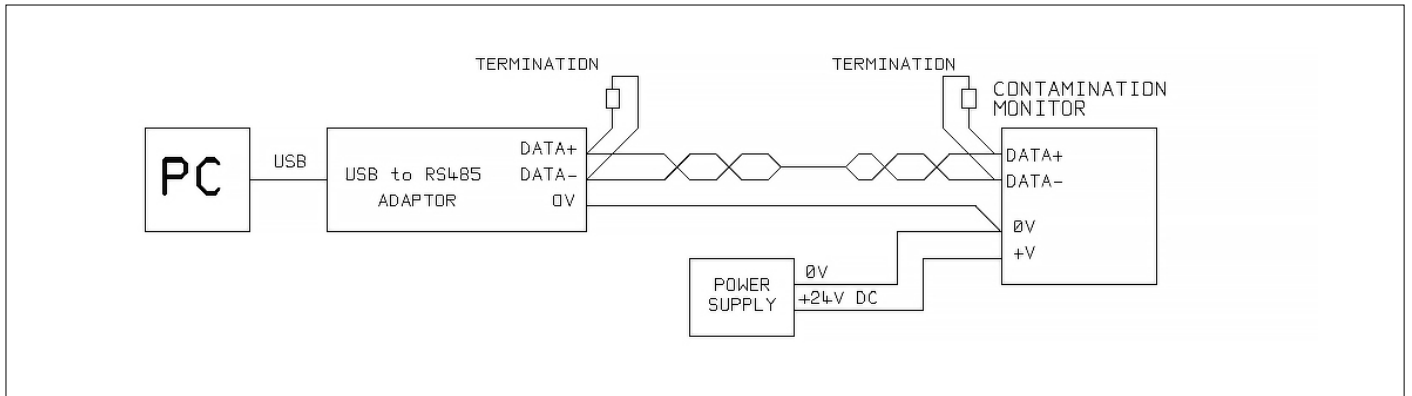 TERMINATION
TERMINATION
CONTAMINATION
MONITOR
PC
USB
USB to RS485
ADAPTOR
DATA+
DATA-
0V
DATA+
DATA-
0V
+V
POWER
SUPPLY
0V
+24V DC